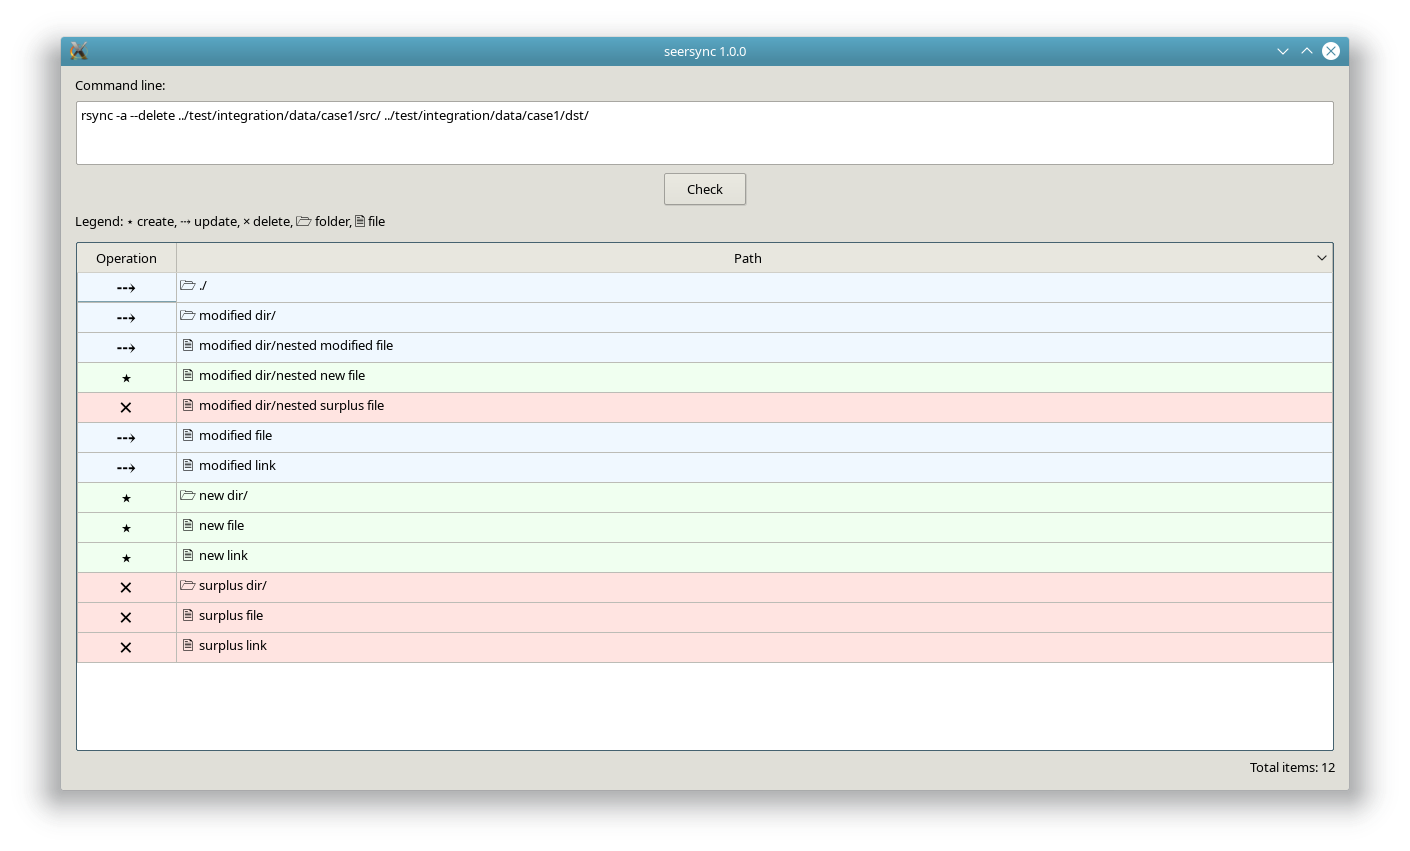 seersync 1.0.0
Command line:
rsync -a --delete ../test/integration/data/case1/src/ ../test/integration/data/case1/dst/
Check
Legend: ⋆ create, ⤏ update, × delete, 🗁 folder, 🗎 file
Operation Path
⤏ 🗁 ./
⤏ 🗁 modified dir/
⤏ 🗎 modified dir/nested modified file
⋆ 🗎 modified dir/nested new file
× 🗎 modified dir/nested surplus file
⤏ 🗎 modified file
⤏ 🗎 modified link
⋆ 🗁 new dir/
⋆ 🗎 new file
⋆ 🗎 new link
× 🗁 surplus dir/
× 🗎 surplus file
× 🗎 surplus link
Total items: 12